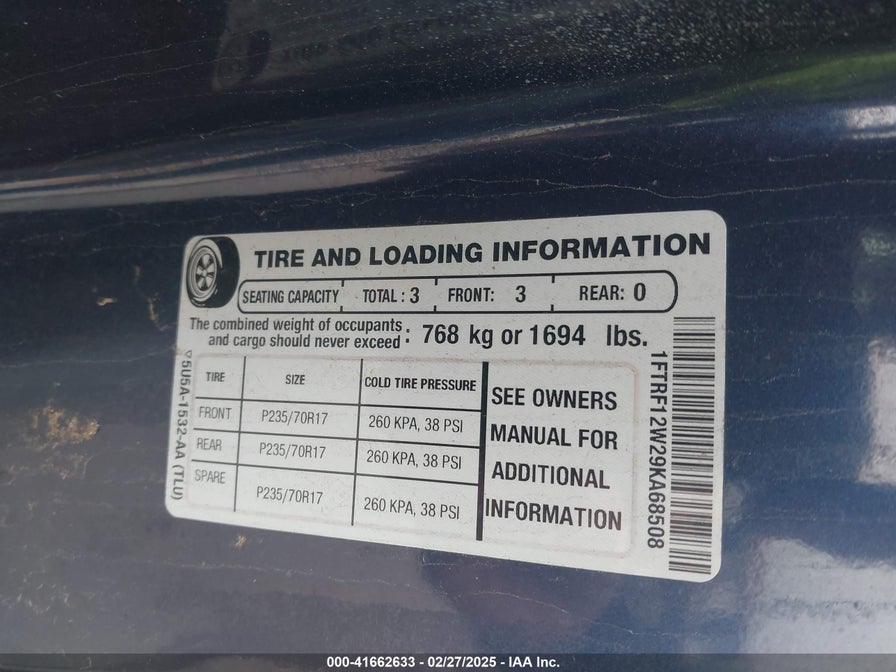 TIRE AND LOADING INFORMATION
SEATING CAPACITY TOTAL : 3 FRONT: 3 REAR: 0
The combined weight of occupants
and cargo should never exceed : 768 kg or 1694 lbs.
TIRE SIZE COLD TIRE PRESSURE
FRONT P235/70R17 260 KPA, 38 PSI
REAR P235/70R17 260 KPA, 38 PSI
SPARE P235/70R17 260 KPA, 38 PSI
SEE OWNERS
MANUAL FOR
ADDITIONAL
INFORMATION
5U5A-1532-AA (TLU)
1FTRF12W29KA68508
000-41662633 - 02/27/2025 - IAA Inc.